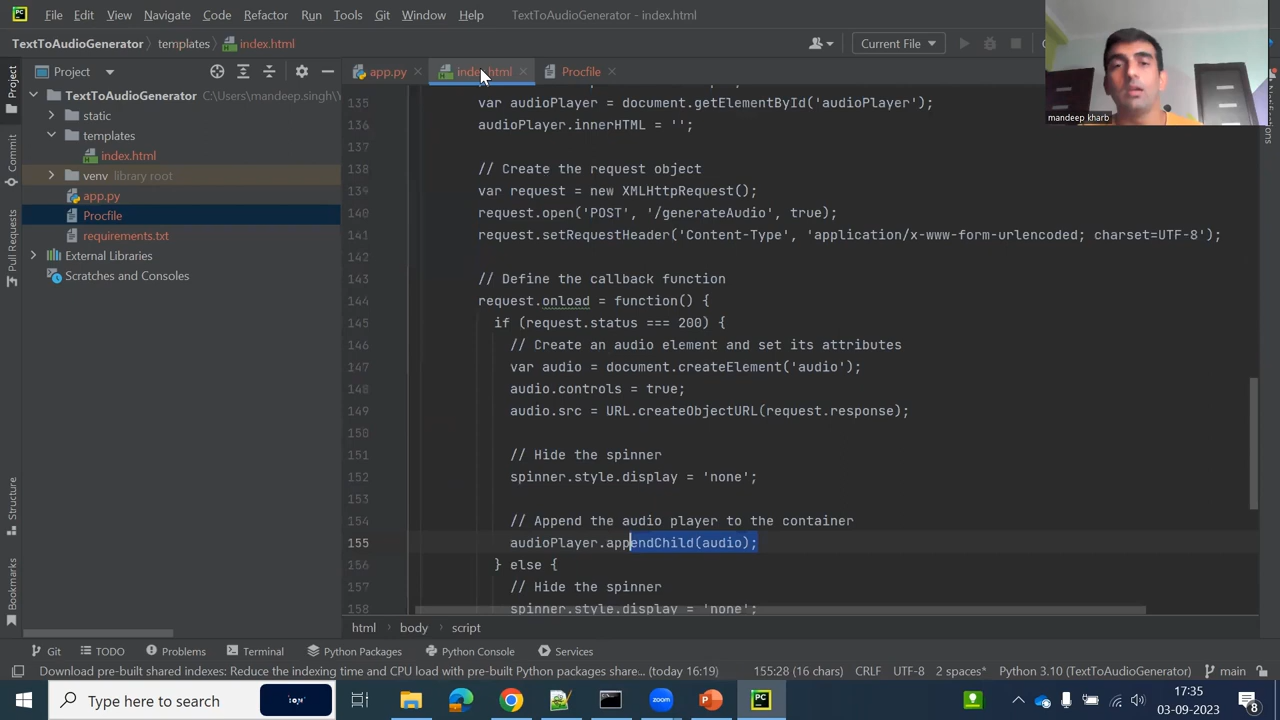 PC File Edit View Navigate Code Refactor Run Tools Git Window Help TextToAudioGenerator - index.html
TextToAudioGenerator templates index.html Current File
Project app.py index.html Procfile
TextToAudioGenerator C:\Users\mandeep.singh\
static
templates
index.html
venv library root
app.py
Procfile
requirements.txt
External Libraries
Scratches and Consoles
Project
Commit
Pull Requests
Structure
Bookmarks
mandeep kharb
135 var audioPlayer = document.getElementById('audioPlayer');
136 audioPlayer.innerHTML = '';
137
138 // Create the request object
139 var request = new XMLHttpRequest();
140 request.open('POST', '/generateAudio', true);
141 request.setRequestHeader('Content-Type', 'application/x-www-form-urlencoded; charset=UTF-8');
142
143 // Define the callback function
144 request.onload = function() {
145 if (request.status === 200) {
146 // Create an audio element and set its attributes
147 var audio = document.createElement('audio');
148 audio.controls = true;
149 audio.src = URL.createObjectURL(request.response);
150
151 // Hide the spinner
152 spinner.style.display = 'none';
153
154 // Append the audio player to the container
155 audioPlayer.appendChild(audio);
156 } else {
157 // Hide the spinner
158 spinner.style.display = 'none';
html body script
Git TODO Problems Terminal Python Packages Python Console Services
Download pre-built shared indexes: Reduce the indexing time and CPU load with pre-built Python packages share... (today 16:19) 155:28 (16 chars) CRLF UTF-8 2 spaces* Python 3.10 (TextToAudioGenerator) main
Type here to search zoom PC 17:35
03-09-2023 8